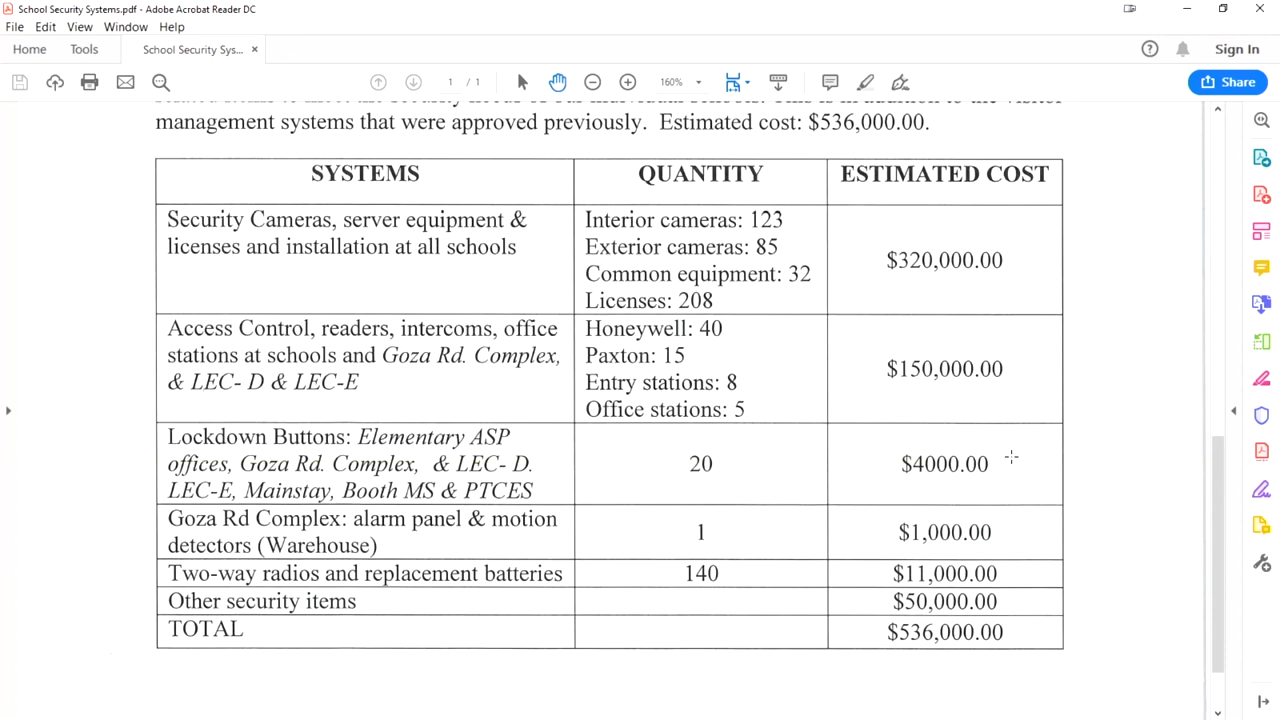 School Security Systems.pdf - Adobe Acrobat Reader DC
File Edit View Window Help
Home Tools School Security Sys... ×
? Sign In
1 / 1 160% Share
management systems that were approved previously. Estimated cost: $536,000.00.
SYSTEMS QUANTITY ESTIMATED COST
Security Cameras, server equipment &
licenses and installation at all schools
Interior cameras: 123
Exterior cameras: 85
Common equipment: 32
Licenses: 208
$320,000.00
Access Control, readers, intercoms, office
stations at schools and Goza Rd. Complex,
& LEC- D & LEC-E
Honeywell: 40
Paxton: 15
Entry stations: 8
Office stations: 5
$150,000.00
Lockdown Buttons: Elementary ASP
offices, Goza Rd. Complex, & LEC- D.
LEC-E, Mainstay, Booth MS & PTCES
20
$4000.00
Goza Rd Complex: alarm panel & motion
detectors (Warehouse)
1
$1,000.00
Two-way radios and replacement batteries 140 $11,000.00
Other security items $50,000.00
TOTAL $536,000.00